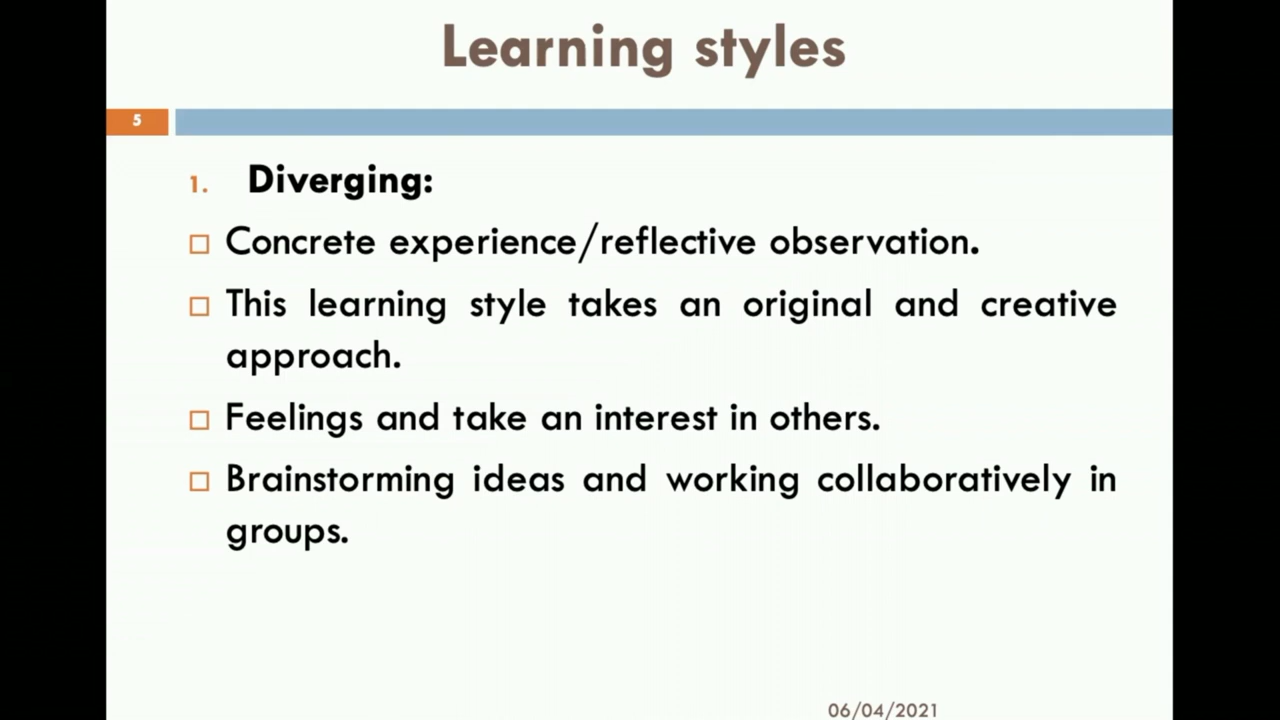 Learning styles
5
1. Diverging:
Concrete experience/reflective observation.
This learning style takes an original and creative
approach.
Feelings and take an interest in others.
Brainstorming ideas and working collaboratively in
groups.
06/04/2021